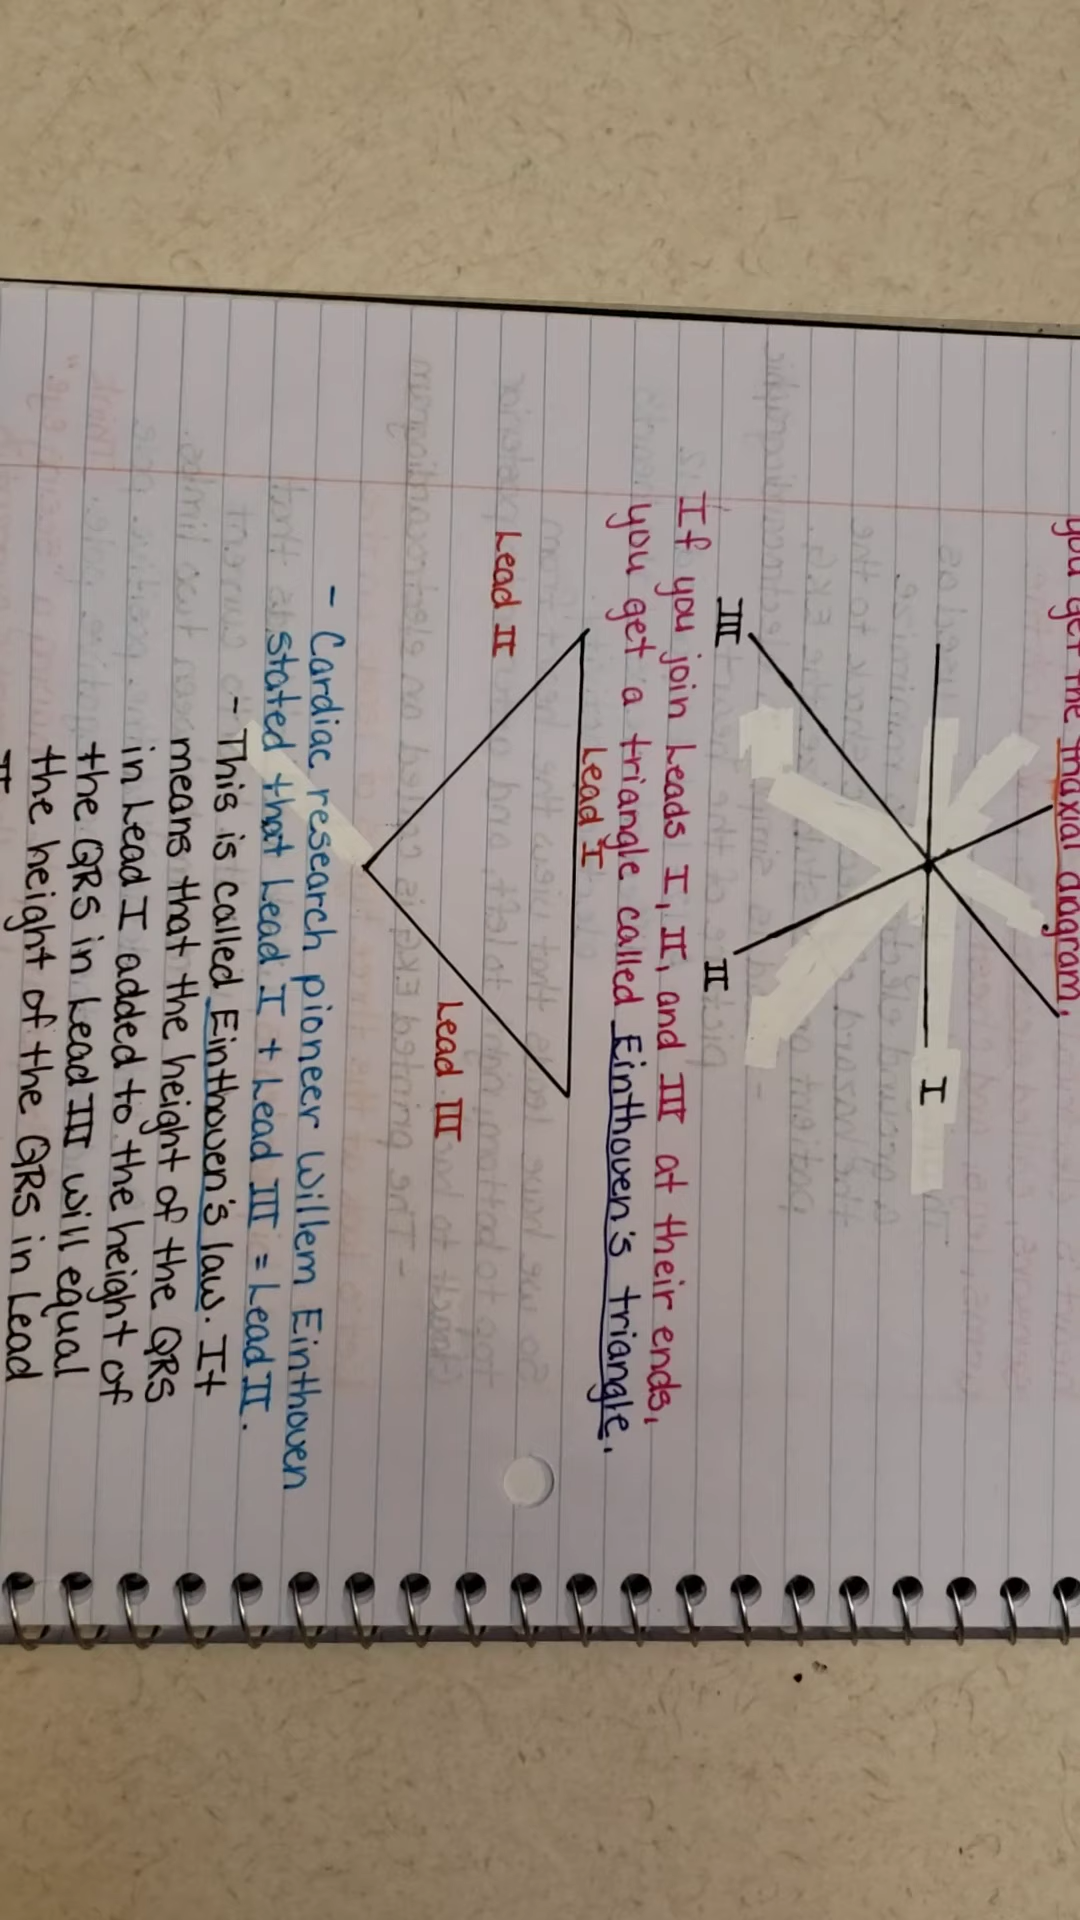 you get the triaxial diagram.
I
III
II
If you join Leads I, II, and III at their ends,
you get a triangle called Einthoven's triangle.
Lead I
Lead II
Lead III
- Cardiac research pioneer Willem Einthoven
stated that Lead I + Lead III = Lead II.
- This is called Einthoven's law. It
means that the height of the QRS
in Lead I added to the height of
the QRS in Lead III will equal
the height of the QRS in Lead
II